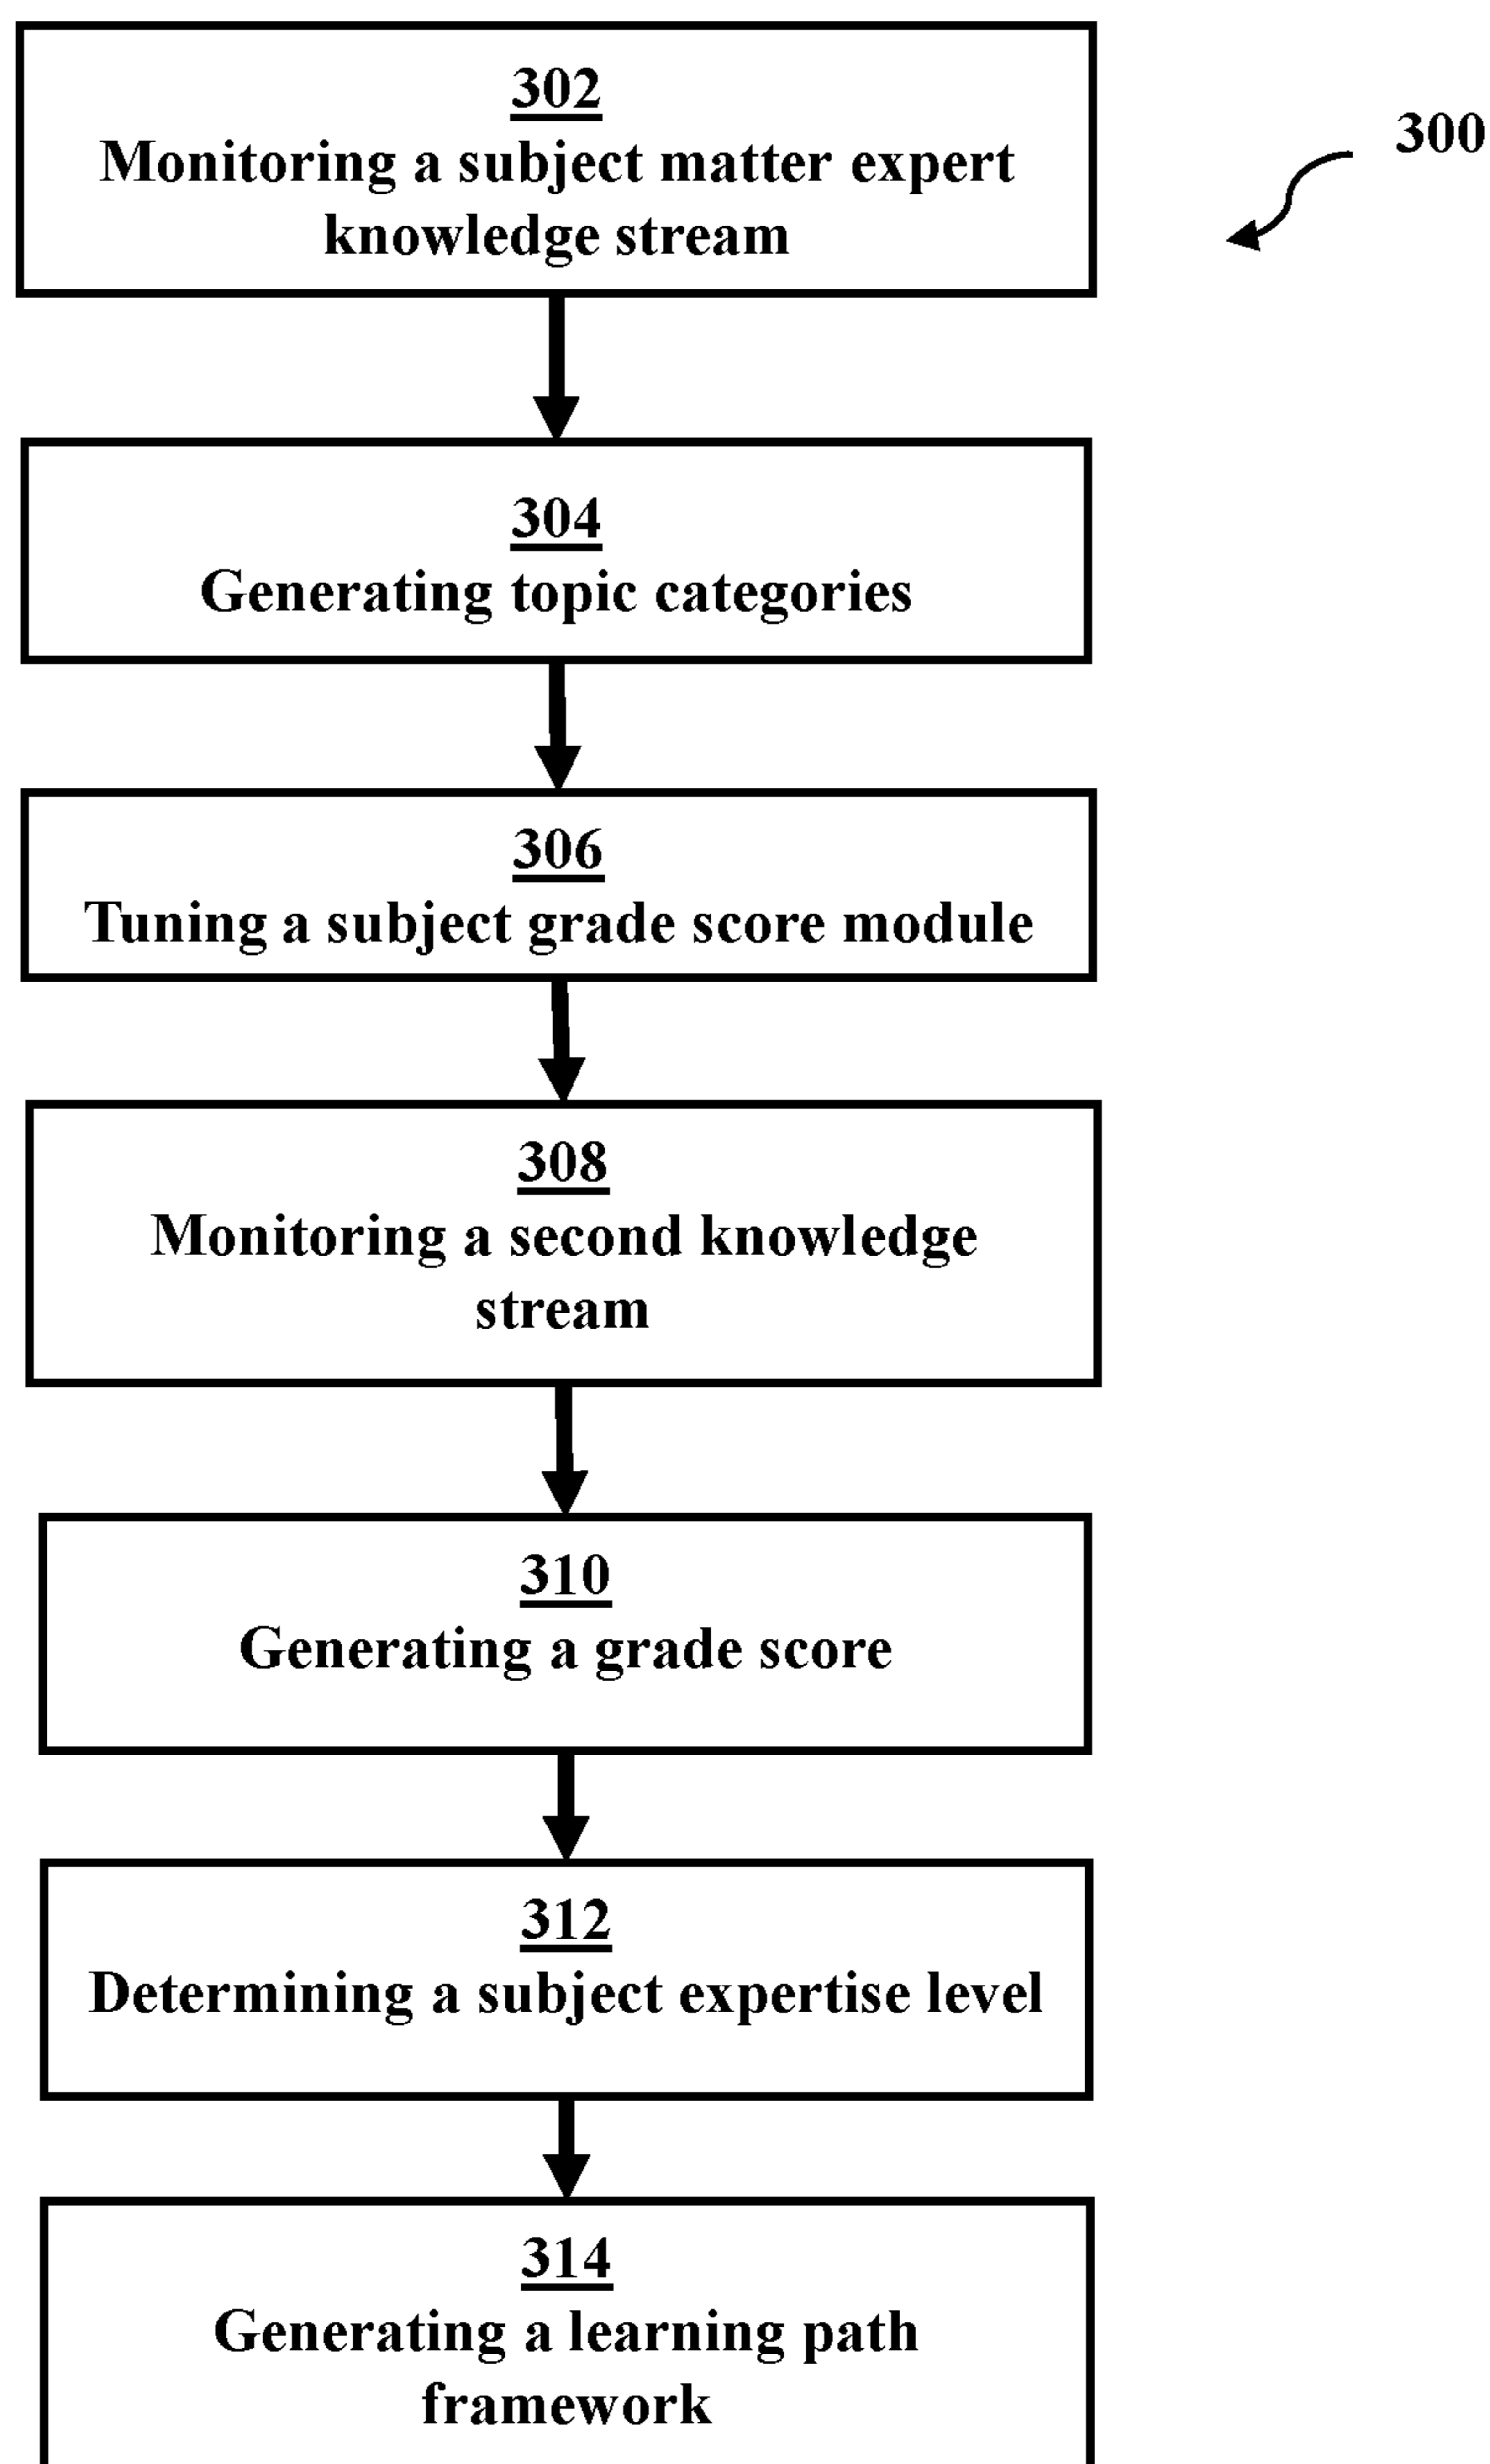 302
Monitoring a subject matter expert
knowledge stream
300
304
Generating topic categories
306
Tuning a subject grade score module
308
Monitoring a second knowledge
stream
310
Generating a grade score
312
Determining a subject expertise level
314
Generating a learning path
framework